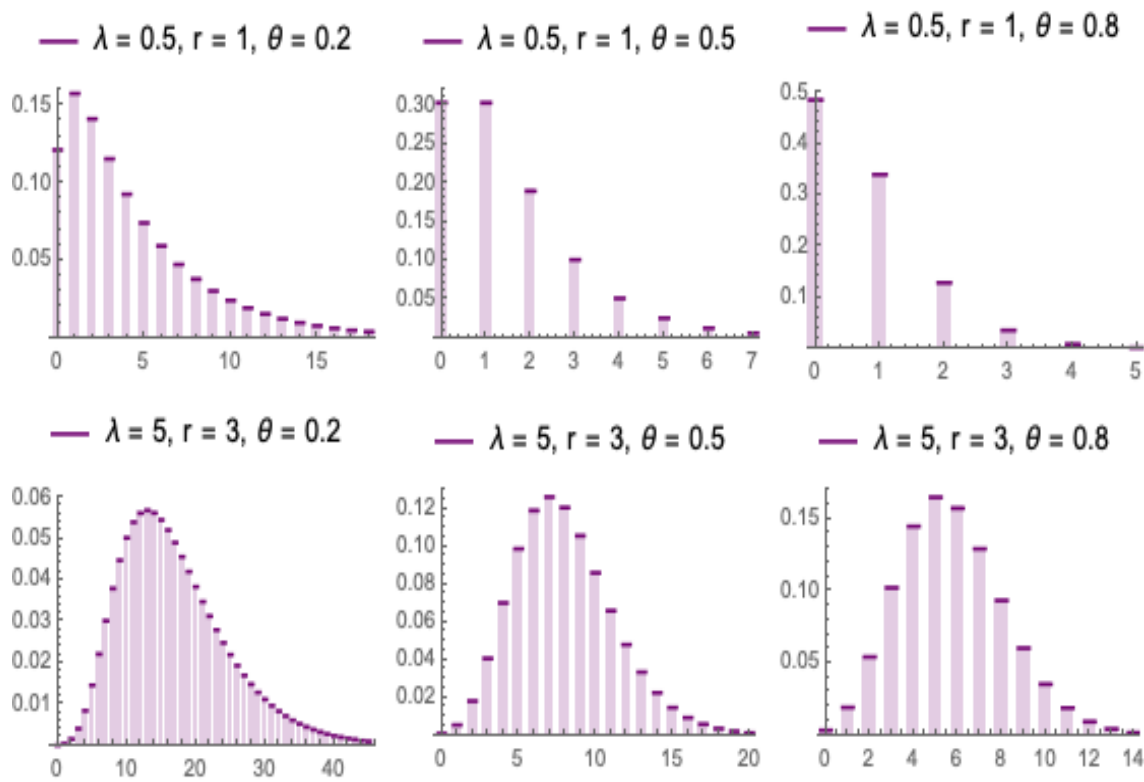 λ = 0.5, r = 1, θ = 0.2
0.15
0.10
0.05
0 5 10 15
λ = 0.5, r = 1, θ = 0.5
0.30
0.25
0.20
0.15
0.10
0.05
0 1 2 3 4 5 6 7
λ = 0.5, r = 1, θ = 0.8
0.5
0.4
0.3
0.2
0.1
0 1 2 3 4 5
λ = 5, r = 3, θ = 0.2
0.06
0.05
0.04
0.03
0.02
0.01
0 10 20 30 40
λ = 5, r = 3, θ = 0.5
0.12
0.10
0.08
0.06
0.04
0.02
0 5 10 15 20
λ = 5, r = 3, θ = 0.8
0.15
0.10
0.05
0 2 4 6 8 10 12 14